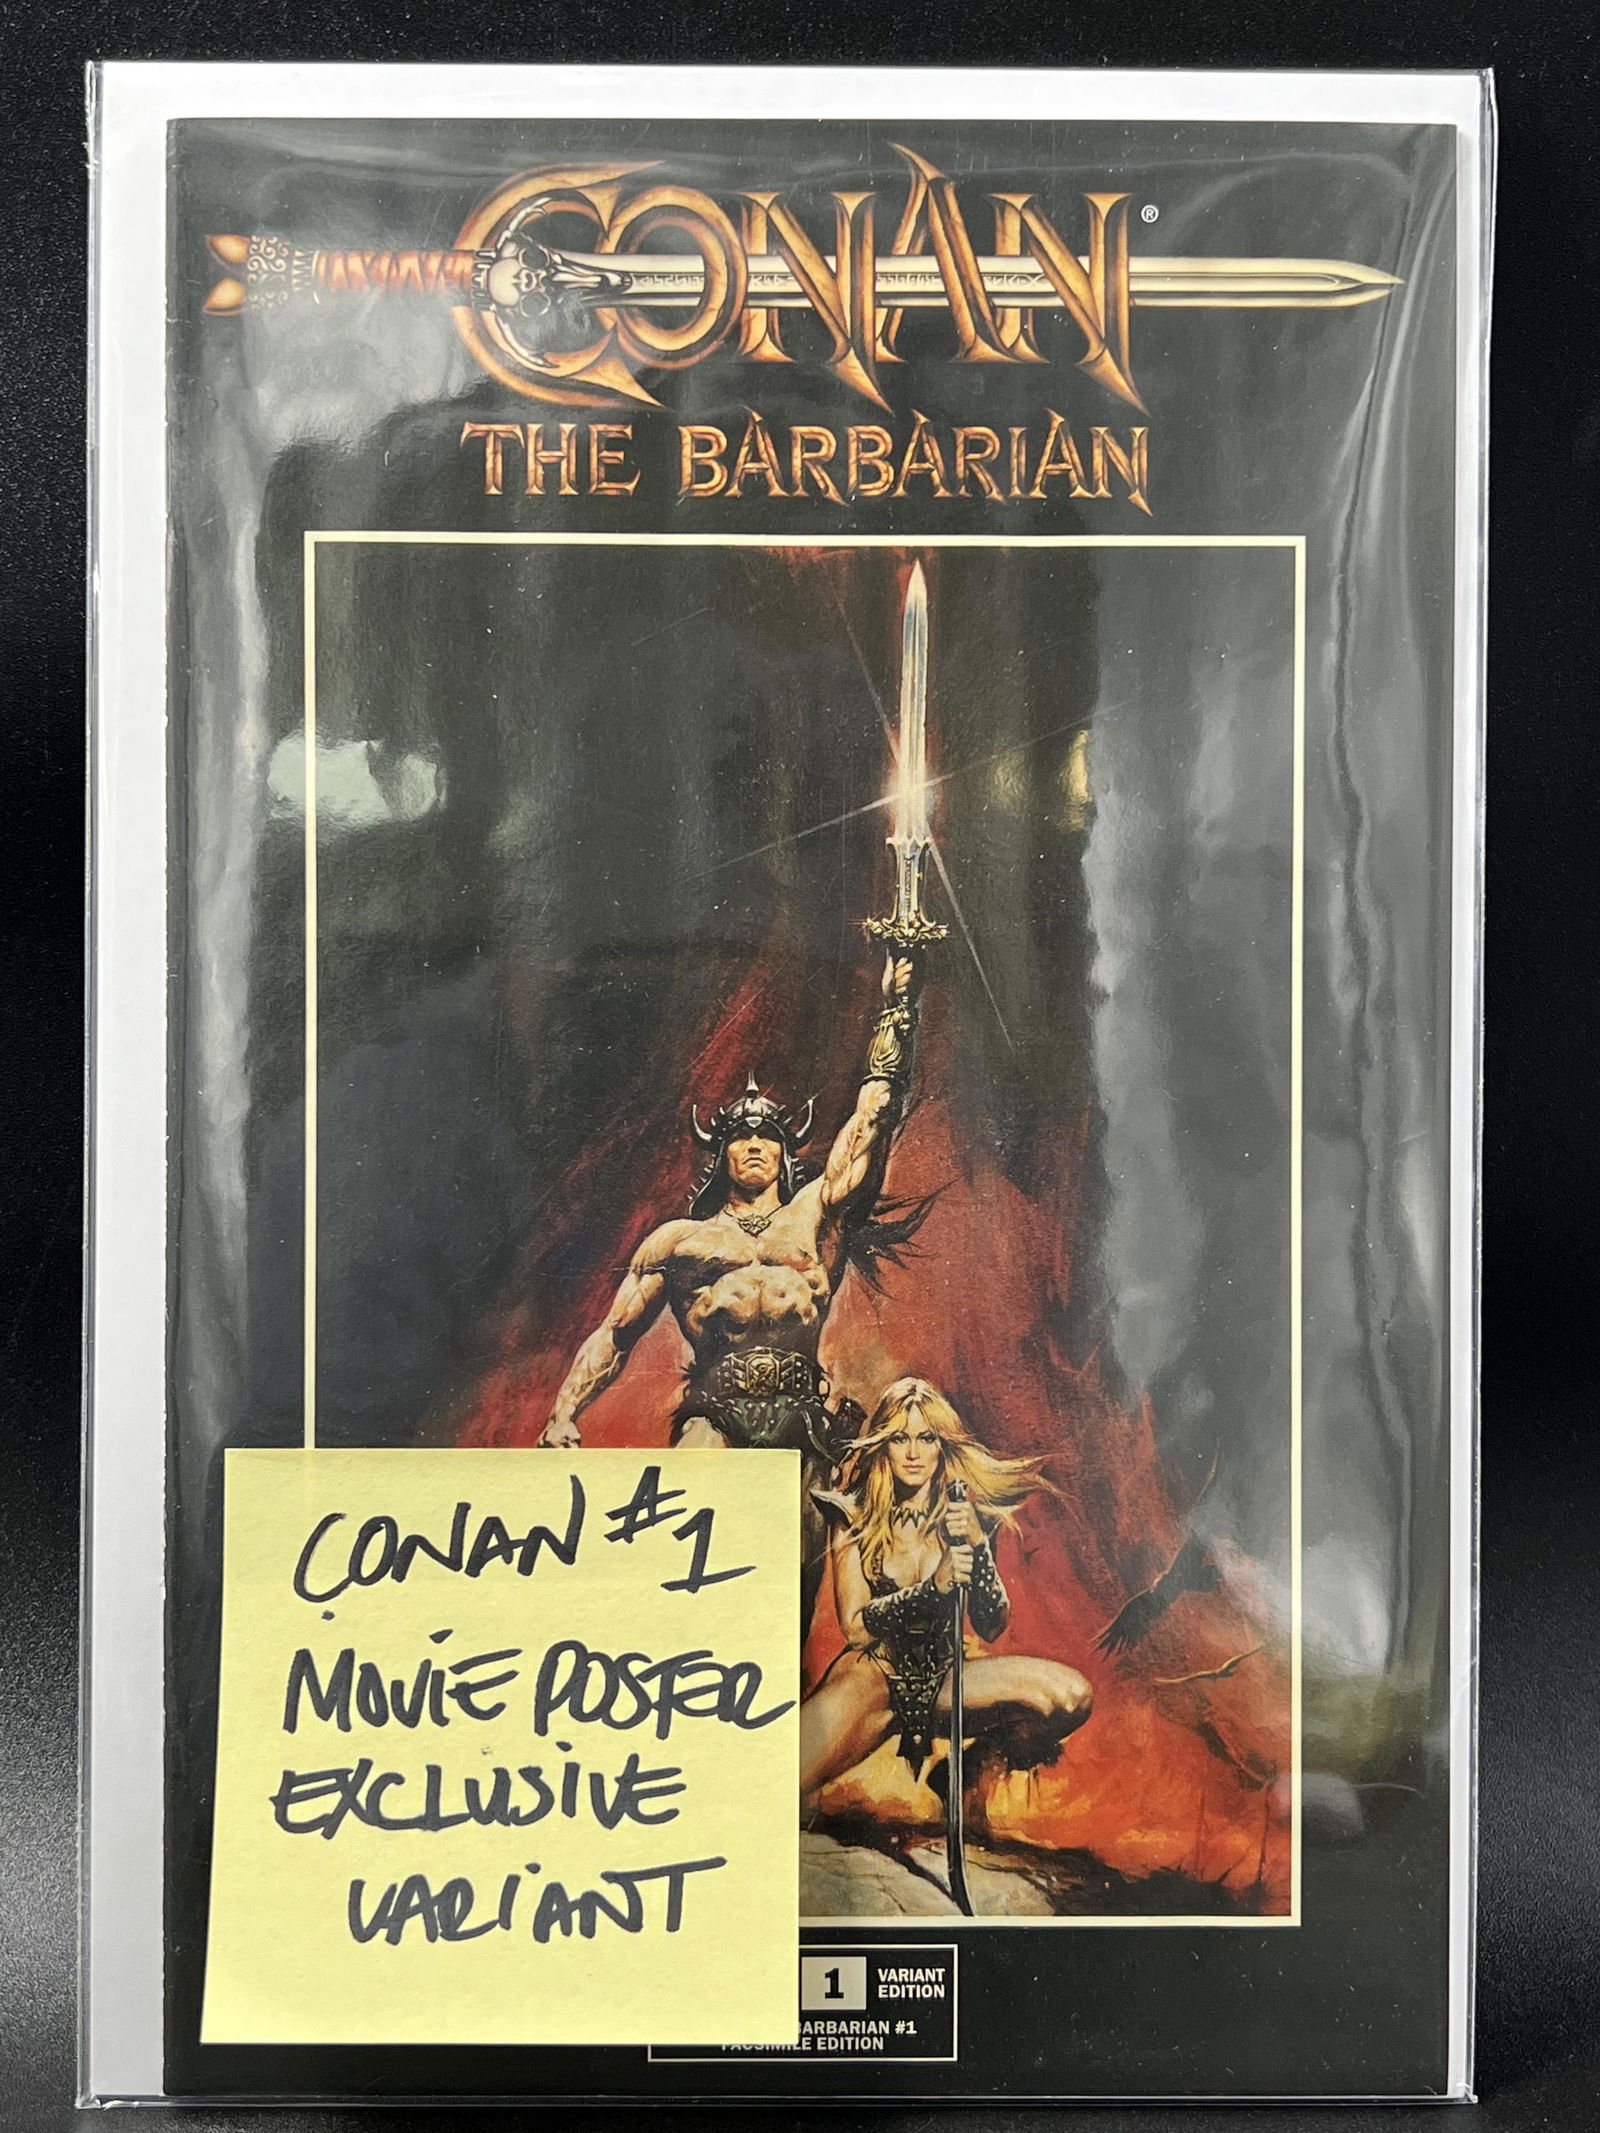 CONAN®
THE BARBARIAN
CONAN #1
MOVIE POSTER
EXCLUSIVE
VARIANT
1 VARIANT
EDITION
BARBARIAN #1
FACSIMILE EDITION